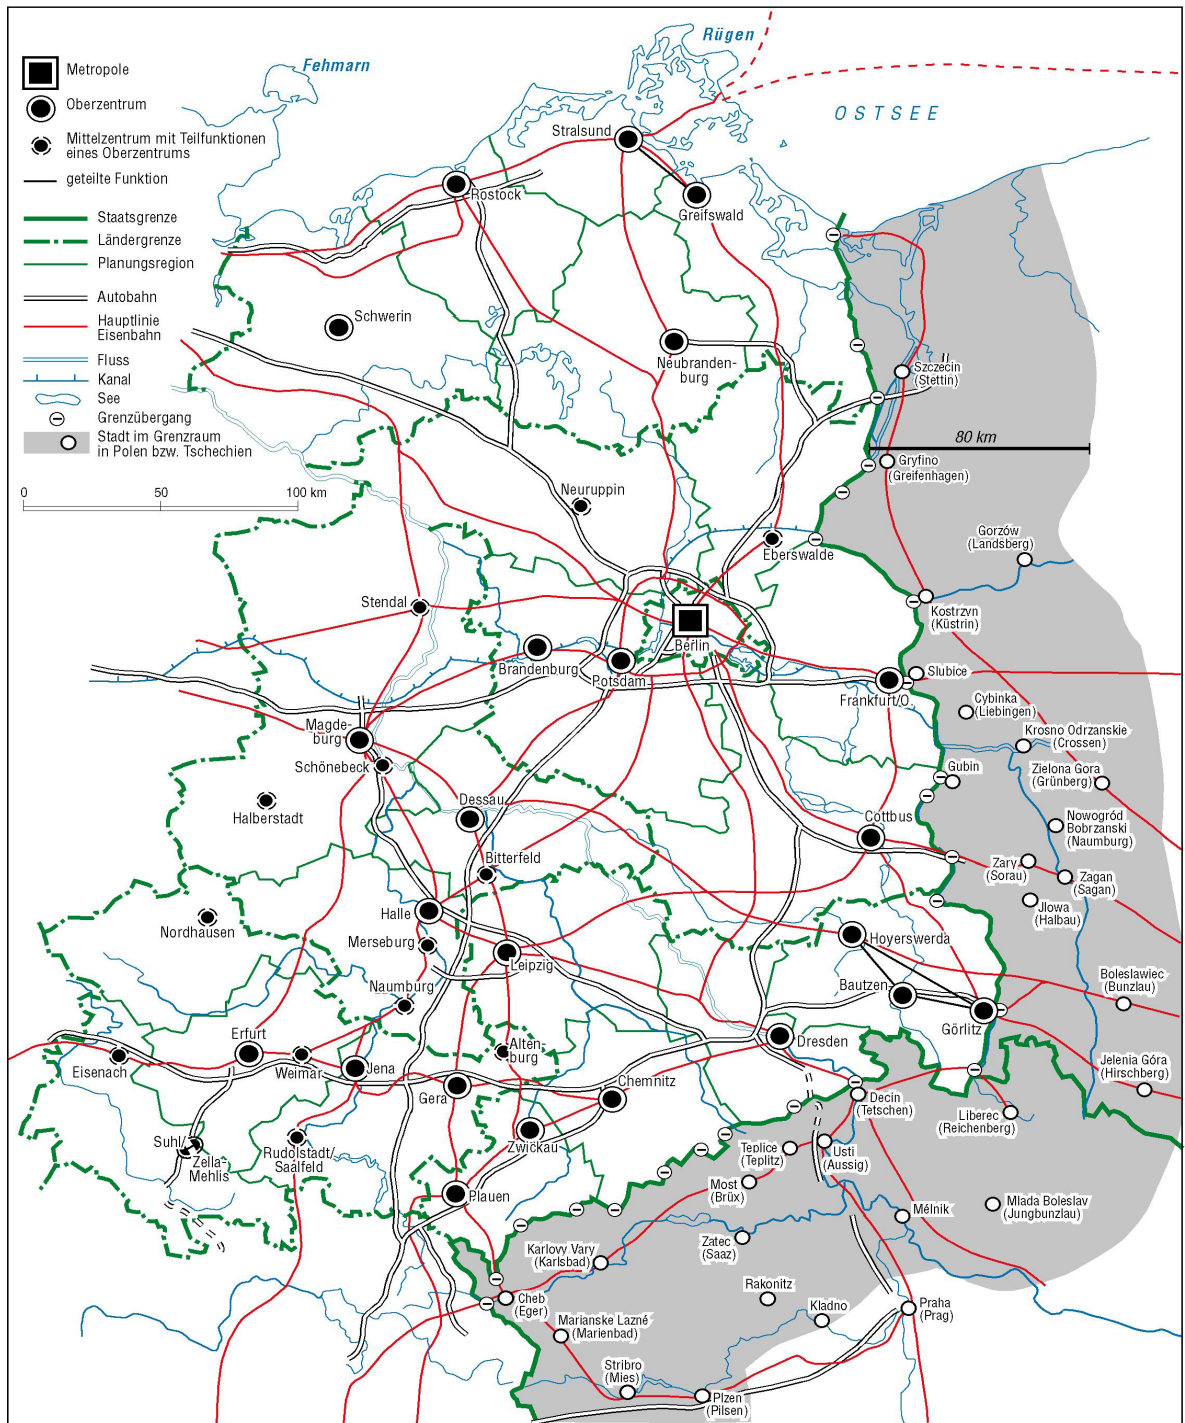 Rügen
Fehmarn
OSTSEE
Metropole
Oberzentrum
Mittelzentrum mit Teilfunktionen
eines Oberzentrums
geteilte Funktion
Staatsgrenze
Ländergrenze
Planungsregion
Autobahn
Hauptlinie
Eisenbahn
Fluss
Kanal
See
Grenzübergang
Stadt im Grenzraum
in Polen bzw. Tschechien
0 50 100 km
80 km
Stralsund
Rostock
Greifswald
Schwerin
Neubranden-
burg
Szczecin
(Stettin)
Gryfino
(Greifenhagen)
Neuruppin
Eberswalde
Gorzów
(Landsberg)
Stendal
Kostrzvn
(Küstrin)
Berlin
Brandenburg
Potsdam
Slubice
Frankfurt/O.
Cybinka
(Liebingen)
Magde-
burg
Krosno Odrzanskie
(Crossen)
Schönebeck
Gubin
Zielona Gora
(Grünberg)
Halberstadt
Dessau
Cottbus
Nowogród
Bobrzanski
(Naumburg)
Bitterfeld
Zary
(Sorau)
Zagan
(Sagan)
Jlowa
(Halbau)
Halle
Nordhausen
Merseburg
Hoyerswerda
Leipzig
Boleslawiec
(Bunzlau)
Naumburg
Bautzen
Görlitz
Erfurt
Alten-
burg
Dresden
Eisenach
Weimar
Jena
Jelenia Góra
(Hirschberg)
Gera
Chemnitz
Decin
(Tetschen)
Liberec
(Reichenberg)
Suhl/
Zella-
Mehlis
Rudolstadt/
Saalfeld
Zwickau
Teplice
(Teplitz)
Usti
(Aussig)
Most
(Brüx)
Plauen
Mlada Boleslav
(Jungbunzlau)
Mélnik
Zatec
(Saaz)
Karlovy Vary
(Karlsbad)
Rakonitz
Cheb
(Eger)
Kladno
Praha
(Prag)
Marianske Lazné
(Marienbad)
Stribro
(Mies)
Plzen
(Pilsen)